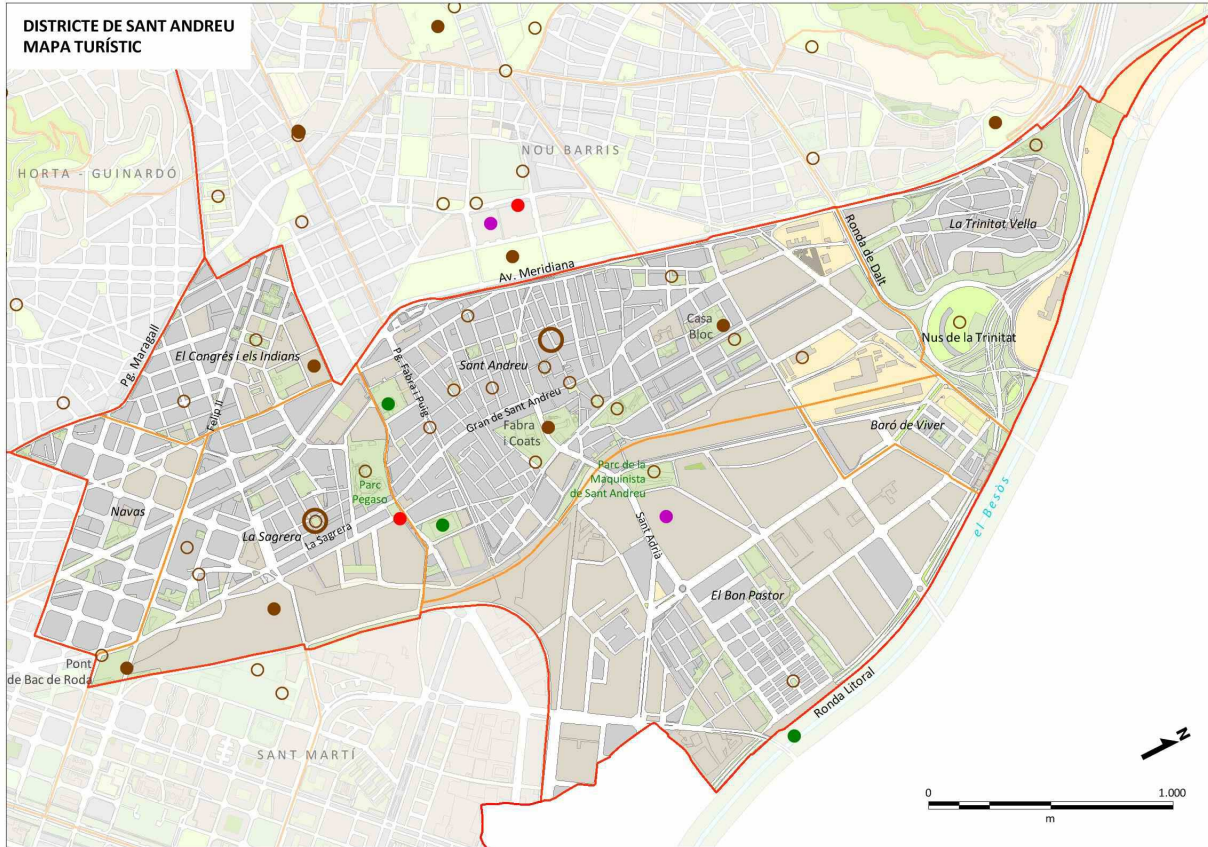 DISTRICTE DE SANT ANDREU
MAPA TURÍSTIC
NOU BARRIS
HORTA - GUINARDÓ
La Trinitat Vella
Ronda de Dalt
Av. Meridiana
Casa
Bloc
Nus de la Trinitat
Pg. Maragall
El Congrés i els Indians
Sant Andreu
Pg. Fabra i Puig
Felip II
Gran de Sant Andreu
Fabra
i Coats
Baró de Viver
Parc de la
Maquinista
de Sant Andreu
Parc
Pegaso
Navas
La Sagrera
La Sagrera
Sant Adrià
el Besòs
El Bon Pastor
Pont
de Bac de Roda
Ronda Litoral
SANT MARTÍ
N
0
1.000
m